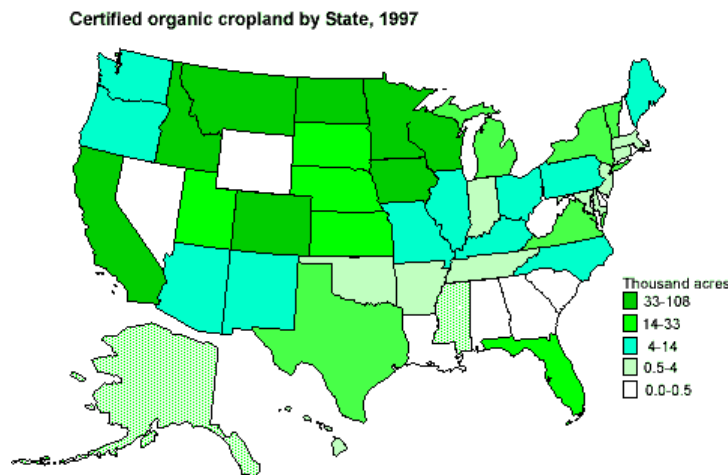 Certified organic cropland by State, 1997
Thousand acres
33-108
14-33
4-14
0.5-4
0.0-0.5